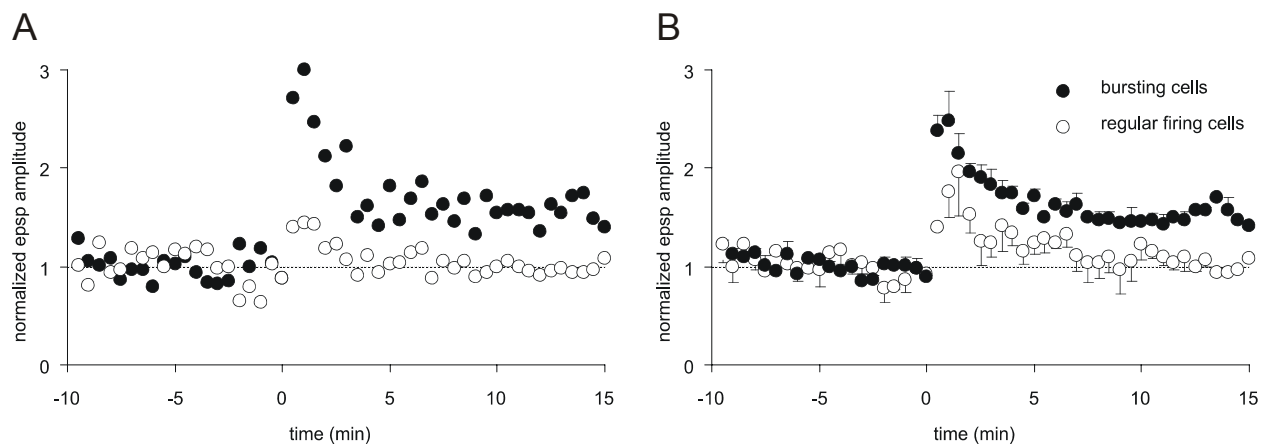 A
normalized epsp amplitude
3
2
1
0
-10 -5 0 5 10 15
time (min)
B
normalized epsp amplitude
3
2
1
0
-10 -5 0 5 10 15
time (min)
bursting cells
regular firing cells